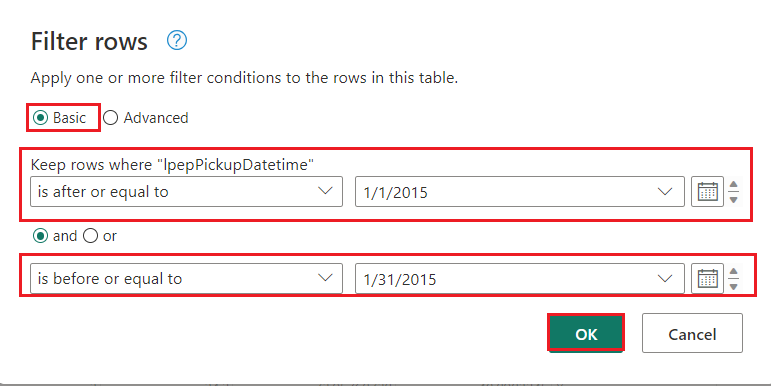 Filter rows ?
Apply one or more filter conditions to the rows in this table.
Basic Advanced
Keep rows where "lpepPickupDatetime"
is after or equal to 1/1/2015
and or
is before or equal to 1/31/2015
OK Cancel